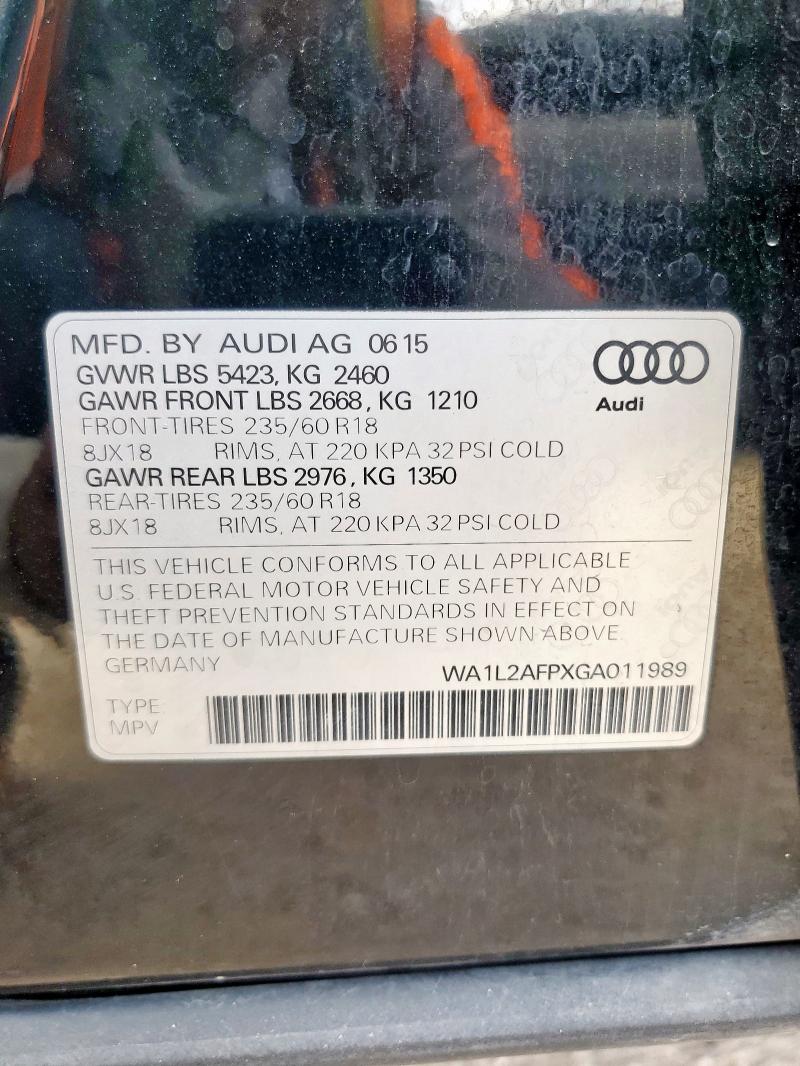 MFD. BY AUDI AG 0615
GVWR LBS 5423, KG 2460
GAWR FRONT LBS 2668, KG 1210
FRONT-TIRES 235/60 R18
8JX18 RIMS, AT 220 KPA 32 PSI COLD
GAWR REAR LBS 2976, KG 1350
REAR-TIRES 235/60 R18
8JX18 RIMS, AT 220 KPA 32 PSI COLD
Audi
THIS VEHICLE CONFORMS TO ALL APPLICABLE
U.S. FEDERAL MOTOR VEHICLE SAFETY AND
THEFT PREVENTION STANDARDS IN EFFECT ON
THE DATE OF MANUFACTURE SHOWN ABOVE.
GERMANY
WA1L2AFPXGA011989
TYPE:
MPV